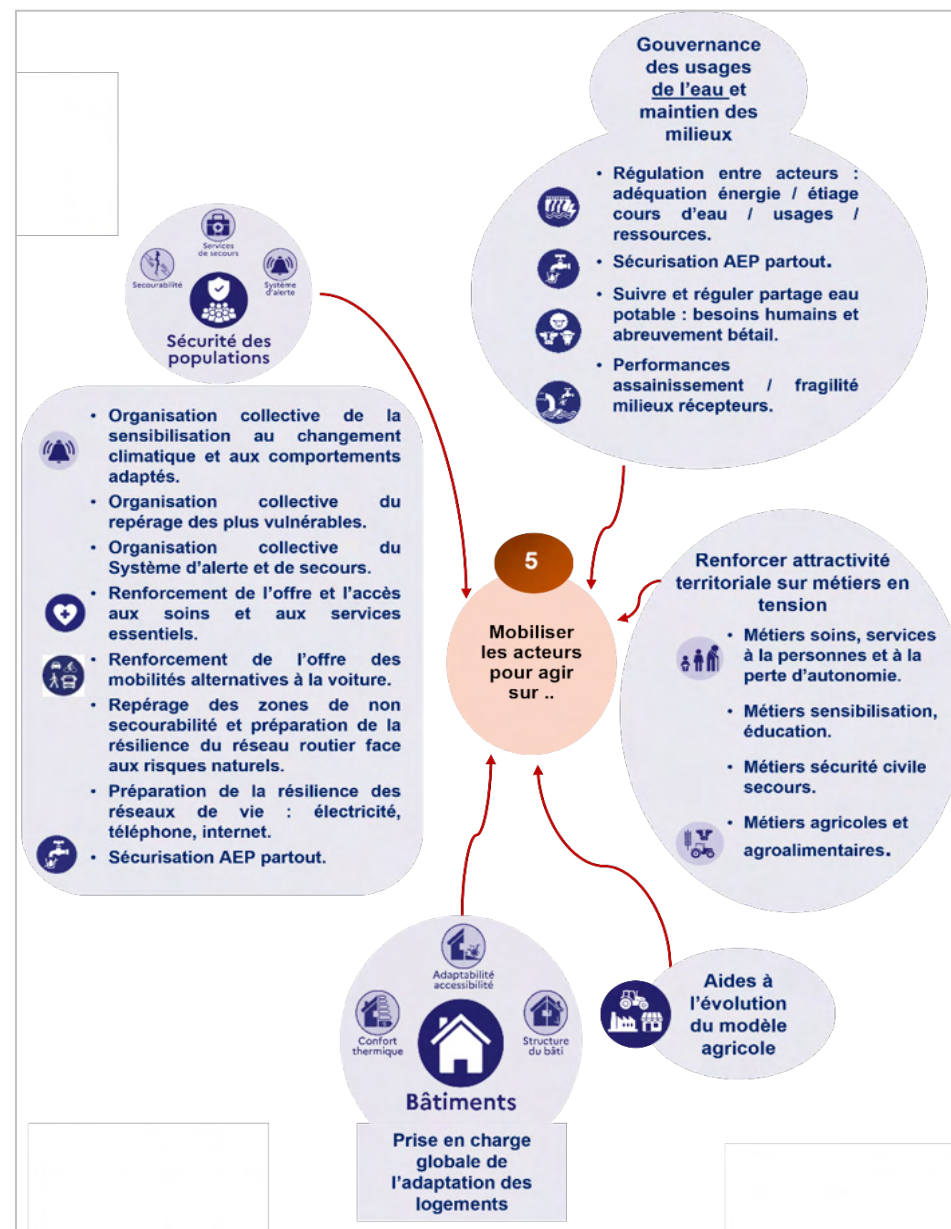 Gouvernance
des usages
de l'eau et
maintien des
milieux
• Régulation entre acteurs :
adéquation énergie / étiage
cours d'eau / usages /
ressources.
• Sécurisation AEP partout.
• Suivre et réguler partage eau
potable : besoins humains et
abreuvement bétail.
• Performances
assainissement / fragilité
milieux récepteurs.
Services
de secours
Secourabilité
Système
d'alerte
Sécurité des
populations
• Organisation collective de la
sensibilisation au changement
climatique et aux comportements
adaptés.
• Organisation collective du
repérage des plus vulnérables.
• Organisation collective du
Système d'alerte et de secours.
• Renforcement de l'offre et l'accès
aux soins et aux services
essentiels.
• Renforcement de l'offre des
mobilités alternatives à la voiture.
• Repérage des zones de non
secourabilité et préparation de la
résilience du réseau routier face
aux risques naturels.
• Préparation de la résilience des
réseaux de vie : électricité,
téléphone, internet.
• Sécurisation AEP partout.
5
Mobiliser
les acteurs
pour agir
sur ..
Renforcer attractivité
territoriale sur métiers en
tension
• Métiers soins, services
à la personnes et à la
perte d'autonomie.
• Métiers sensibilisation,
éducation.
• Métiers sécurité civile
secours.
• Métiers agricoles et
agroalimentaires.
Aides à
l'évolution
du modèle
agricole
Adaptabilité
accessibilité
Confort
thermique
Structure
du bâti
Bâtiments
Prise en charge
globale de
l'adaptation des
logements